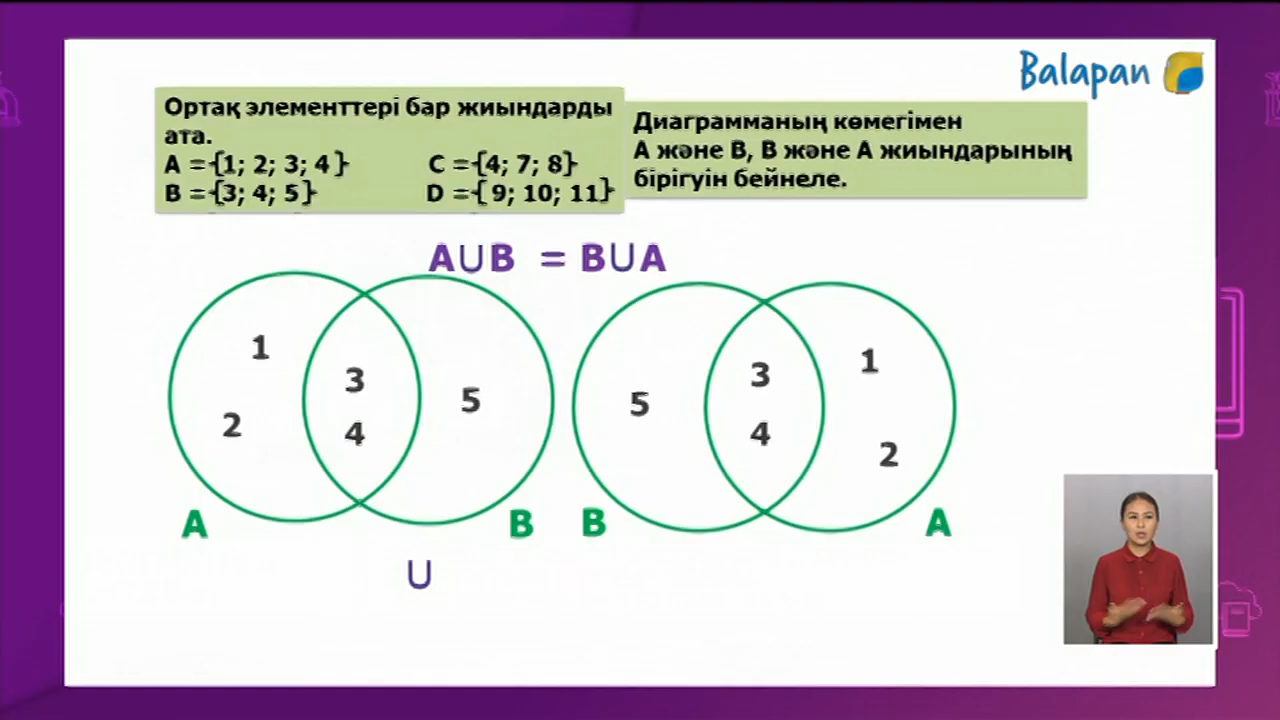 Balapan
Ортақ элементтері бар жиындарды
ата.
A ={1; 2; 3; 4 } C ={4; 7; 8}
B ={3; 4; 5} D ={ 9; 10; 11}
Диаграмманың көмегімен
А және В, В және А жиындарының
бірігуін бейнеле.
A∪B = B∪A
1
2
3
4
5
A
B
5
3
4
1
2
B
A
∪